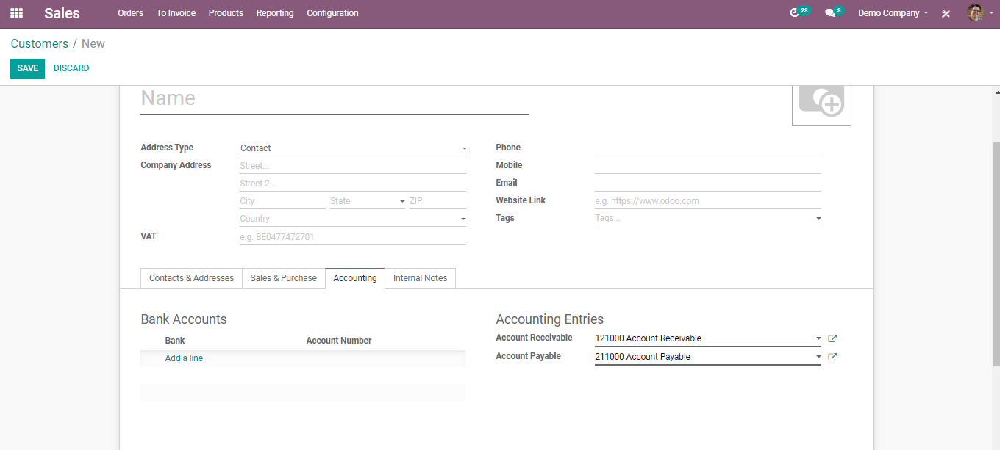 Sales Orders To Invoice Products Reporting Configuration 23 3 Demo Company
Customers / New
SAVE DISCARD
Name
Address Type Contact Phone
Company Address Street... Mobile
Street 2... Email
City State ZIP Website Link e.g. https://www.odoo.com
Country Tags Tags...
VAT e.g. BE0477472701
Contacts & Addresses Sales & Purchase Accounting Internal Notes
Bank Accounts Accounting Entries
Bank Account Number Account Receivable 121000 Account Receivable
Add a line Account Payable 211000 Account Payable